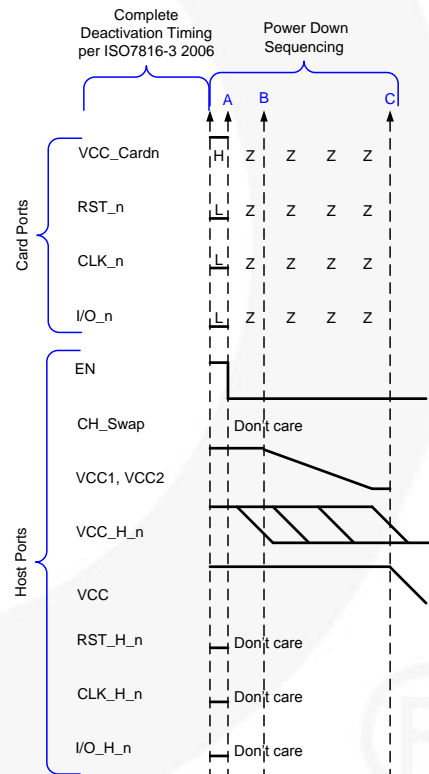 Complete
Deactivation Timing
per ISO7816-3 2006
Power Down
Sequencing
A
B
C
Card Ports
VCC_Cardn
H Z Z Z Z
RST_n
L Z Z Z Z
CLK_n
L Z Z Z Z
I/O_n
L Z Z Z Z
Host Ports
EN
CH_Swap
Don't care
VCC1, VCC2
VCC_H_n
VCC
RST_H_n
Don't care
CLK_H_n
Don't care
I/O_H_n
Don't care